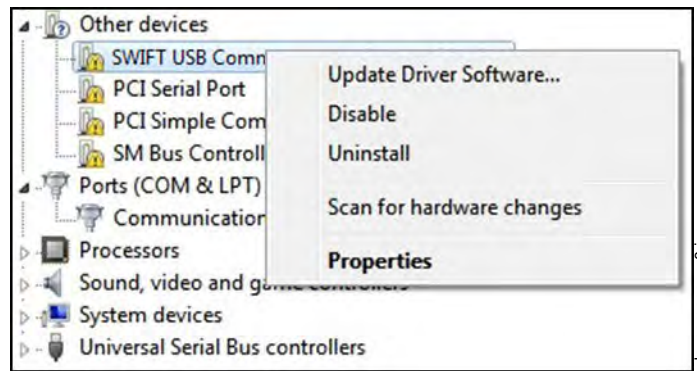 Other devices
SWIFT USB Comm
Update Driver Software...
PCI Serial Port
Disable
PCI Simple Com
SM Bus Controll
Uninstall
Ports (COM & LPT)
Communication
Scan for hardware changes
Processors
Properties
Sound, video and game controllers
System devices
Universal Serial Bus controllers